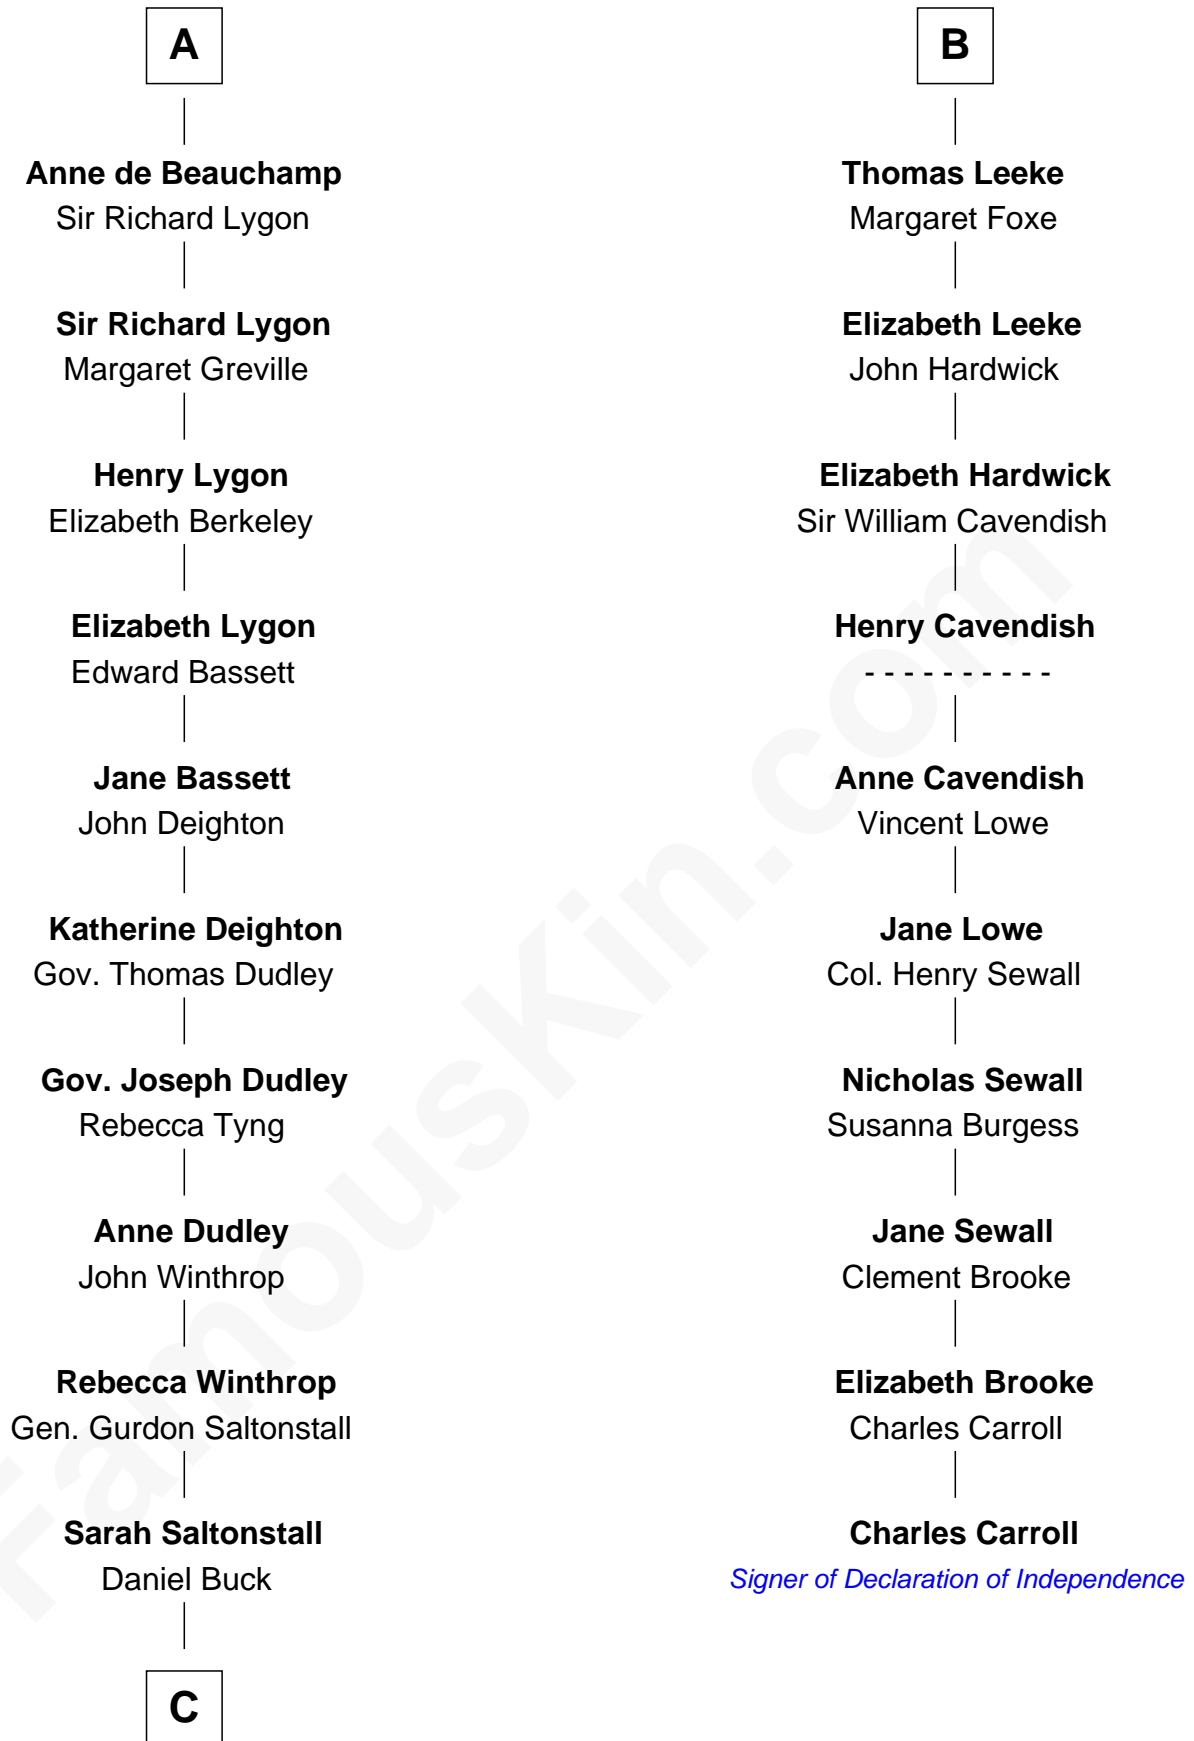 A
Anne de Beauchamp
Sir Richard Lygon
Sir Richard Lygon
Margaret Greville
Henry Lygon
Elizabeth Berkeley
Elizabeth Lygon
Edward Bassett
Jane Bassett
John Deighton
Katherine Deighton
Gov. Thomas Dudley
Gov. Joseph Dudley
Rebecca Tyng
Anne Dudley
John Winthrop
Rebecca Winthrop
Gen. Gurdon Saltonstall
Sarah Saltonstall
Daniel Buck
C
B
Thomas Leeke
Margaret Foxe
Elizabeth Leeke
John Hardwick
Elizabeth Hardwick
Sir William Cavendish
Henry Cavendish
- - - - - - - - - -
Anne Cavendish
Vincent Lowe
Jane Lowe
Col. Henry Sewall
Nicholas Sewall
Susanna Burgess
Jane Sewall
Clement Brooke
Elizabeth Brooke
Charles Carroll
Charles Carroll
Signer of Declaration of Independence
FamousKin.com